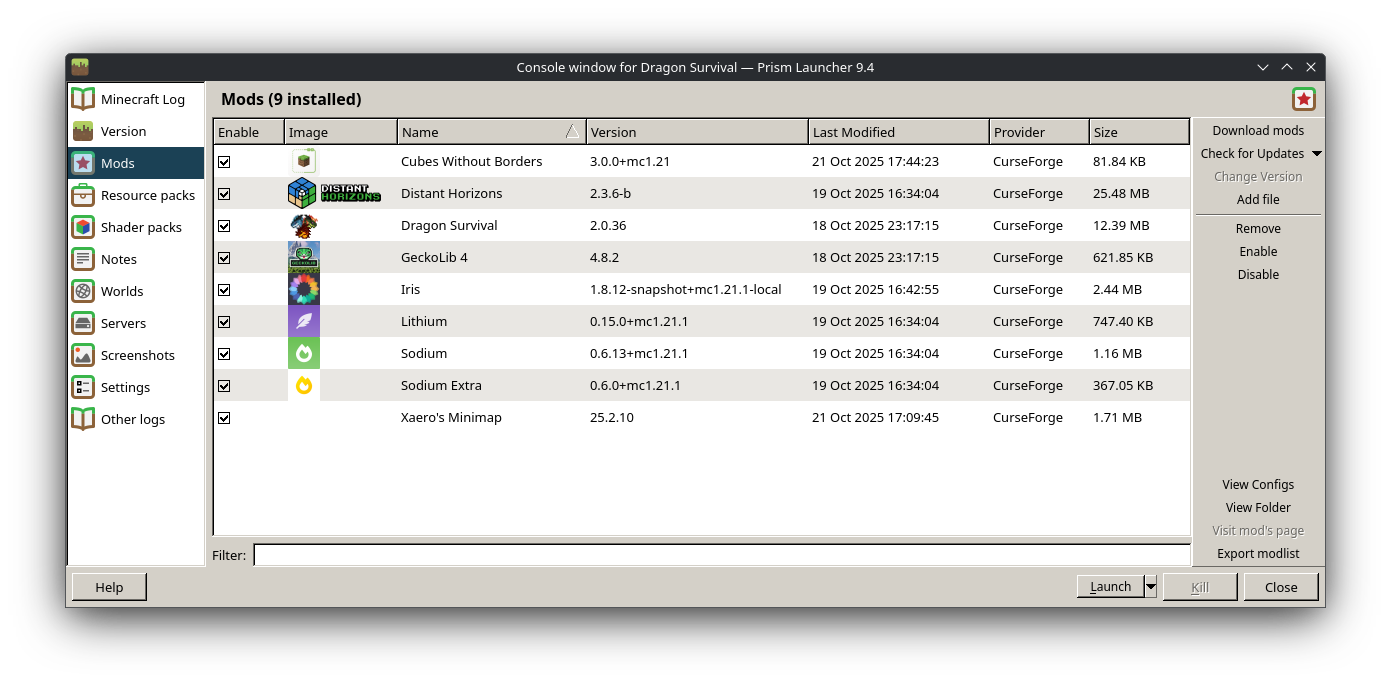 Console window for Dragon Survival — Prism Launcher 9.4
Minecraft Log
Version
Mods
Resource packs
Shader packs
Notes
Worlds
Servers
Screenshots
Settings
Other logs
Mods (9 installed)
Enable Image Name Version Last Modified Provider Size
Cubes Without Borders 3.0.0+mc1.21 21 Oct 2025 17:44:23 CurseForge 81.84 KB
DISTANT HORIZONS Distant Horizons 2.3.6-b 19 Oct 2025 16:34:04 CurseForge 25.48 MB
Dragon Survival 2.0.36 18 Oct 2025 23:17:15 CurseForge 12.39 MB
GECKOLIB GeckoLib 4 4.8.2 18 Oct 2025 23:17:15 CurseForge 621.85 KB
Iris 1.8.12-snapshot+mc1.21.1-local 19 Oct 2025 16:42:55 CurseForge 2.44 MB
Lithium 0.15.0+mc1.21.1 19 Oct 2025 16:34:04 CurseForge 747.40 KB
Sodium 0.6.13+mc1.21.1 19 Oct 2025 16:34:04 CurseForge 1.16 MB
Sodium Extra 0.6.0+mc1.21.1 19 Oct 2025 16:34:04 CurseForge 367.05 KB
Xaero's Minimap 25.2.10 21 Oct 2025 17:09:45 CurseForge 1.71 MB
Filter:
Download mods
Check for Updates
Change Version
Add file
Remove
Enable
Disable
View Configs
View Folder
Visit mod's page
Export modlist
Help
Launch
Kill
Close